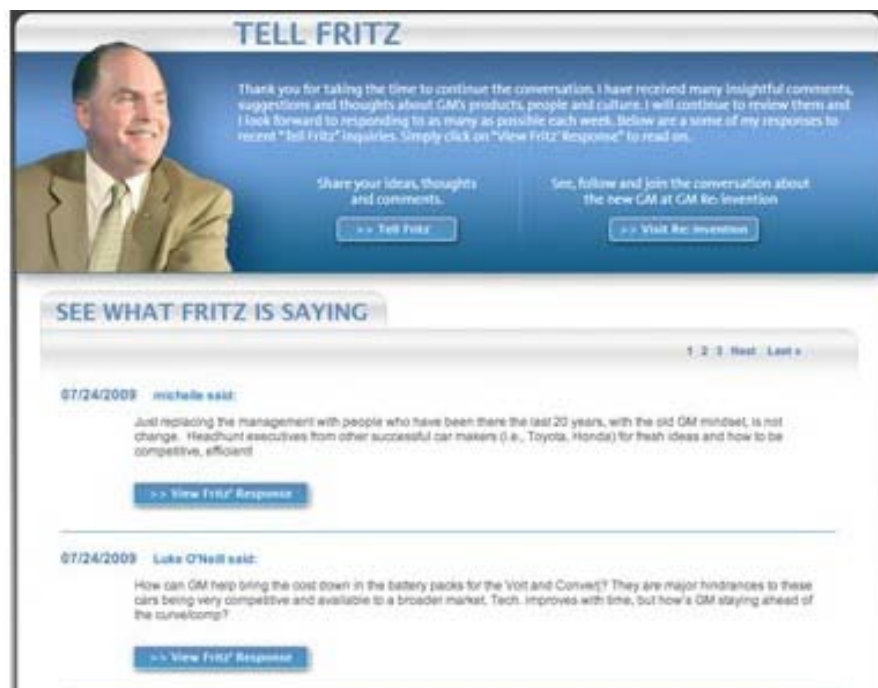 TELL FRITZ
Thank you for taking the time to continue the conversation. I have received many insightful comments,
suggestions and thoughts about GM's products, people and culture. I will continue to review them and
I look forward to responding to as many as possible each week. Below are a some of my responses to
recent "Tell Fritz" inquiries. Simply click on "View Fritz' Response" to read on.
Share your ideas, thoughts
and comments.
>> Tell Fritz
See, follow and join the conversation about
the new GM at GM Re: invention
>> Visit Re: invention
SEE WHAT FRITZ IS SAYING
1 2 3 Next Last »
07/24/2009 michelle said:
Just replacing the management with people who have been there the last 20 years, with the old GM mindset, is not
change. Headhunt executives from other successful car makers (i.e., Toyota, Honda) for fresh ideas and how to be
competitive, efficient!
>> View Fritz' Response
07/24/2009 Luke O'Neill said:
How can GM help bring the cost down in the battery packs for the Volt and Converj? They are major hindrances to these
cars being very competitive and available to a broader market. Tech. improves with time, but how's GM staying ahead of
the curve/comp?
>> View Fritz' Response